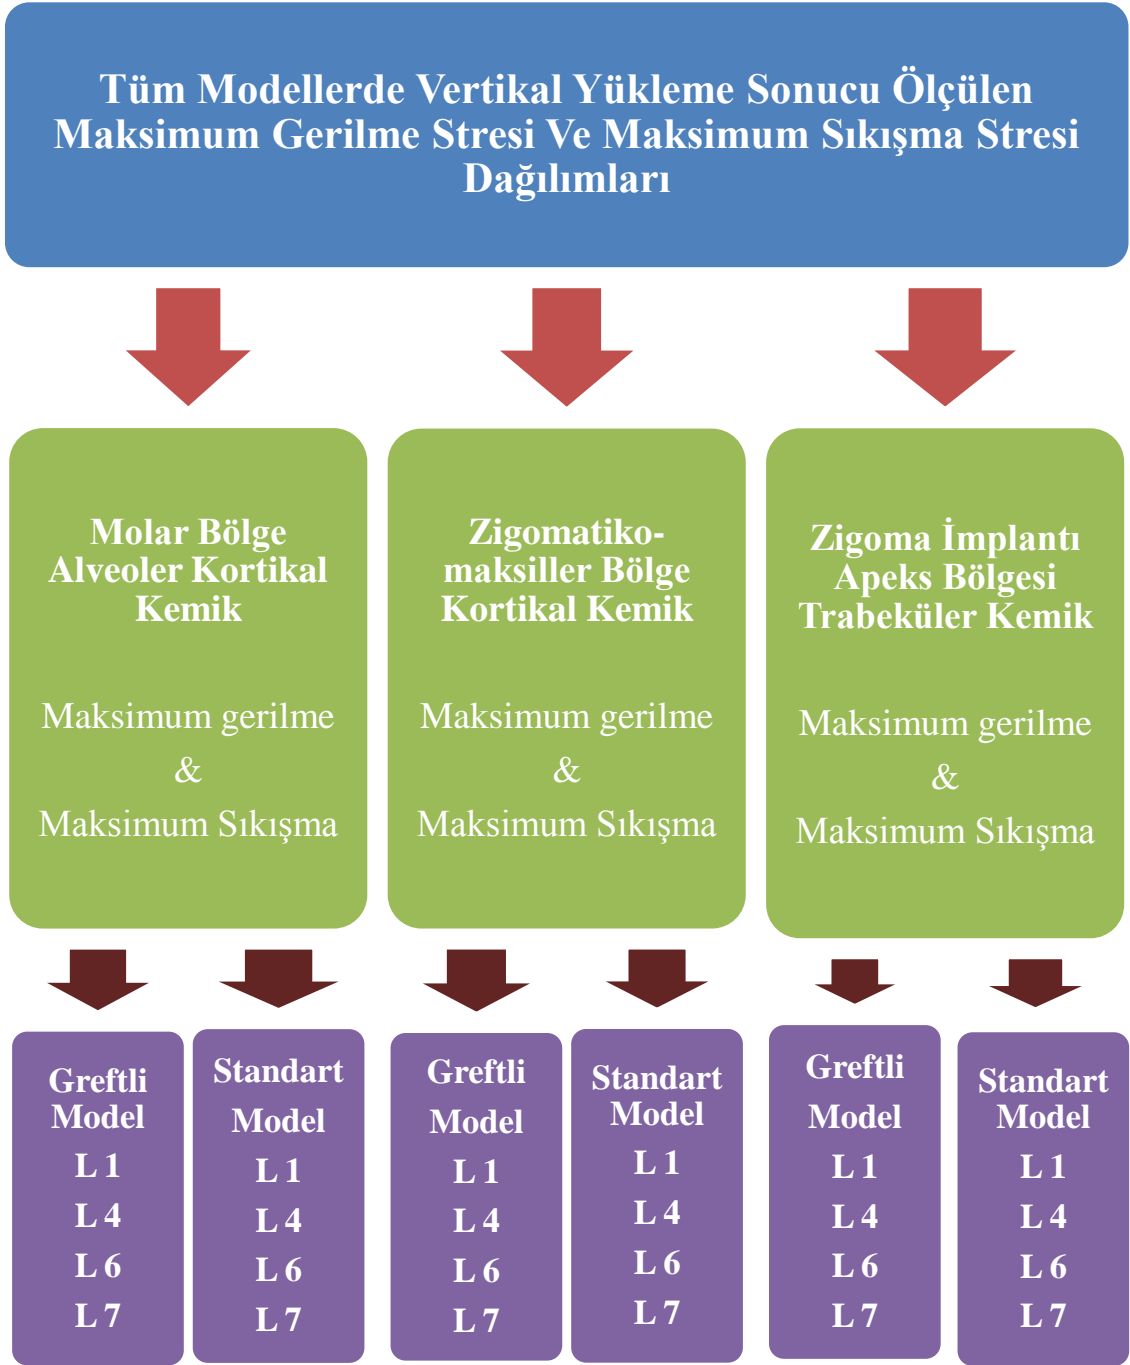 Tüm Modellerde Vertikal Yükleme Sonucu Ölçülen
Maksimum Gerilme Stresi Ve Maksimum Sıkışma Stresi
Dağılımları
Molar Bölge
Alveoler Kortikal
Kemik
Maksimum gerilme
&
Maksimum Sıkışma
Zigomatiko-
maksiller Bölge
Kortikal Kemik
Maksimum gerilme
&
Maksimum Sıkışma
Zigoma İmplantı
Apeks Bölgesi
Trabeküler Kemik
Maksimum gerilme
&
Maksimum Sıkışma
Greftli
Model
L 1
L 4
L 6
L 7
Standart
Model
L 1
L 4
L 6
L 7
Greftli
Model
L 1
L 4
L 6
L 7
Standart
Model
L 1
L 4
L 6
L 7
Greftli
Model
L 1
L 4
L 6
L 7
Standart
Model
L 1
L 4
L 6
L 7